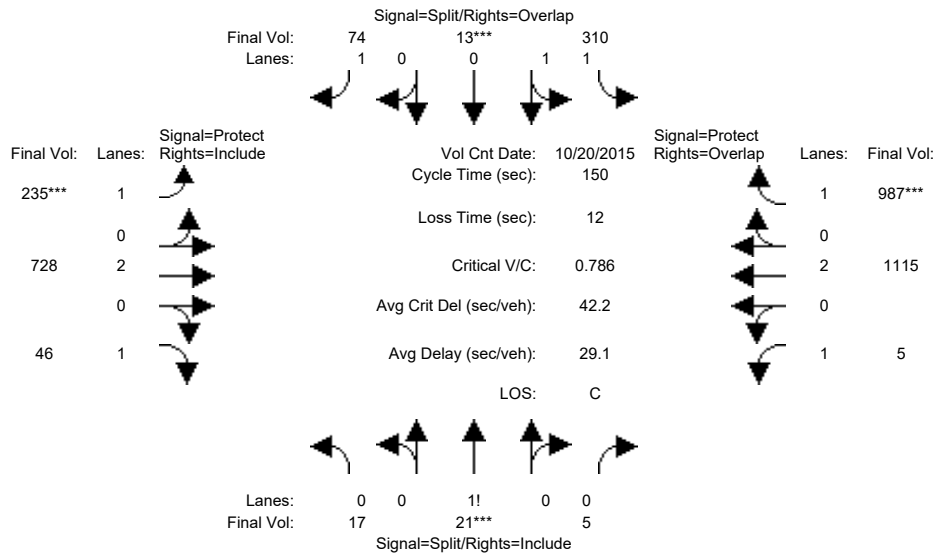 Signal=Split/Rights=Overlap
Final Vol: 74 13*** 310
Lanes: 1 0 0 1 1
Signal=Protect
Final Vol: Lanes: Rights=Include
Vol Cnt Date: 10/20/2015
Signal=Protect
Rights=Overlap Lanes: Final Vol:
Cycle Time (sec): 150
235*** 1
1 987***
Loss Time (sec): 12
0
0
728 2
Critical V/C: 0.786
2 1115
0
Avg Crit Del (sec/veh): 42.2
0
46 1
Avg Delay (sec/veh): 29.1
1 5
LOS: C
Lanes: 0 0 1! 0 0
Final Vol: 17 21*** 5
Signal=Split/Rights=Include